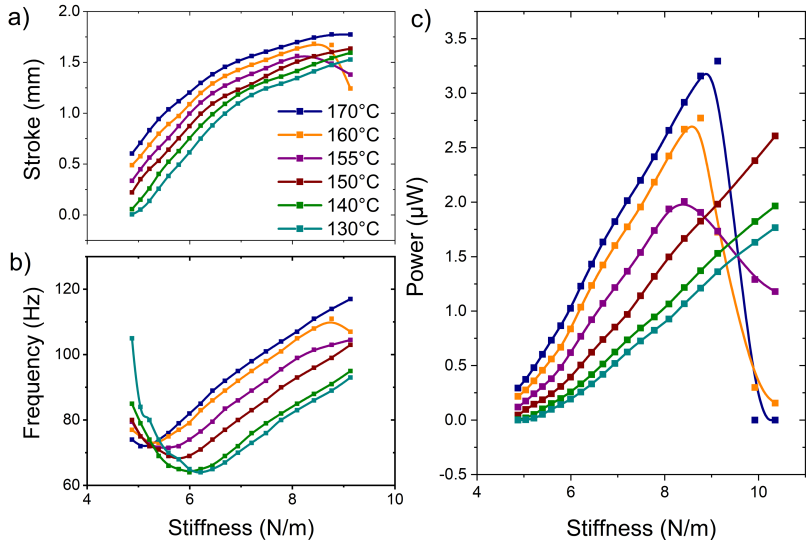 a)
2.0
1.5
1.0
0.5
0.0
Stroke (mm)
170°C
160°C
155°C
150°C
140°C
130°C
b)
120
100
80
60
Frequency (Hz)
4 6 8 10
Stiffness (N/m)
c)
3.5
3.0
2.5
2.0
1.5
1.0
0.5
0.0
-0.5
Power (µW)
4 6 8 10
Stiffness (N/m)